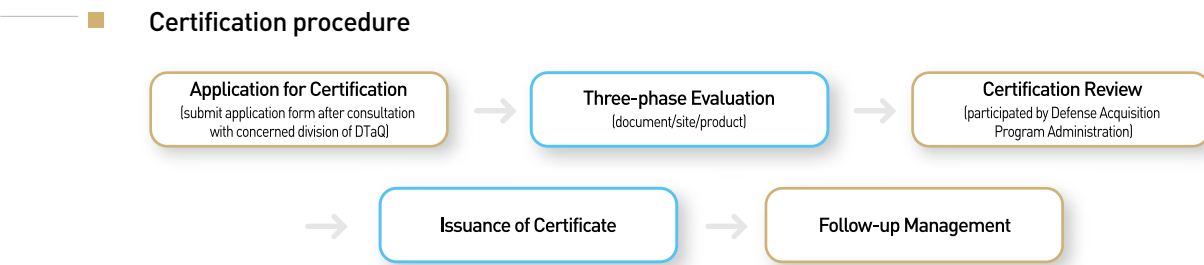 Certification procedure
Application for Certification
(submit application form after consultation
with concerned division of DTaQ)
Three-phase Evaluation
(document/site/product)
Certification Review
(participated by Defense Acquisition
Program Administration)
Issuance of Certificate
Follow-up Management